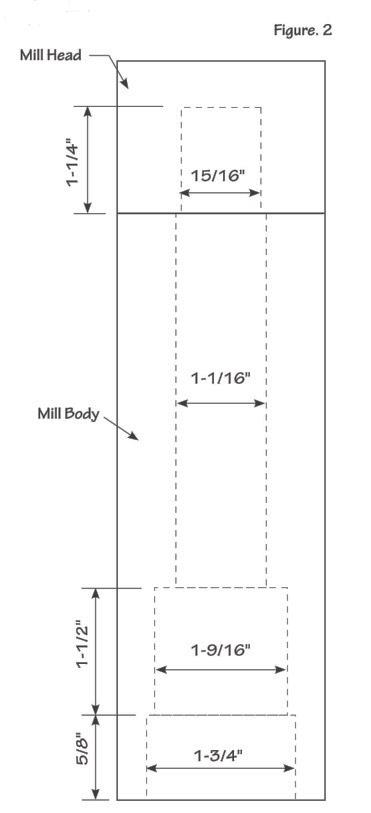 Figure. 2
Mill Head
1-1/4"
15/16"
1-1/16"
Mill Body
1-1/2"
1-9/16"
5/8"
1-3/4"